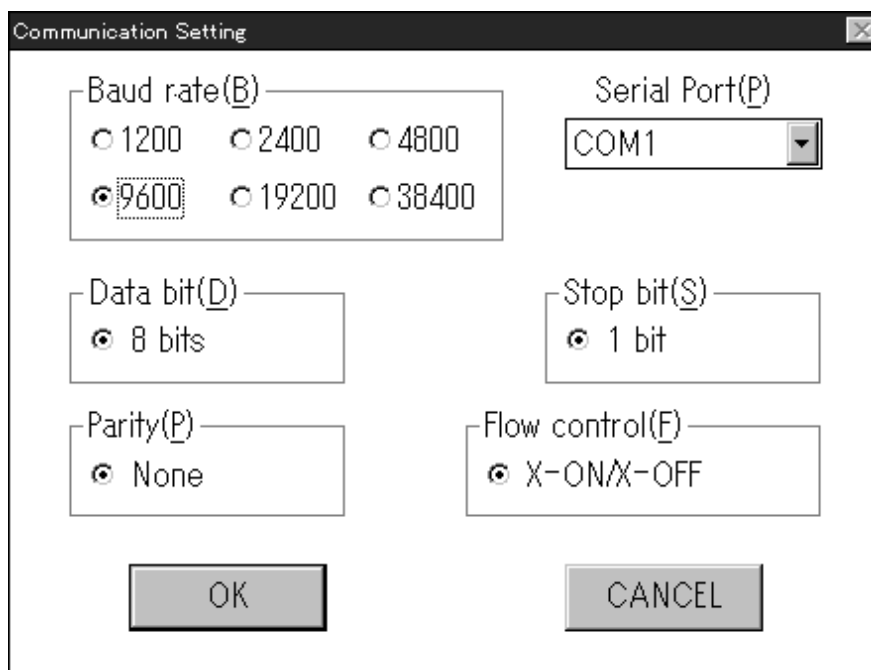 Communication Setting
Baud rate(B)
Serial Port(P)
1200 2400 4800
COM1
9600 19200 38400
Data bit(D)
Stop bit(S)
8 bits
1 bit
Parity(P)
Flow control(F)
None
X-ON/X-OFF
OK
CANCEL